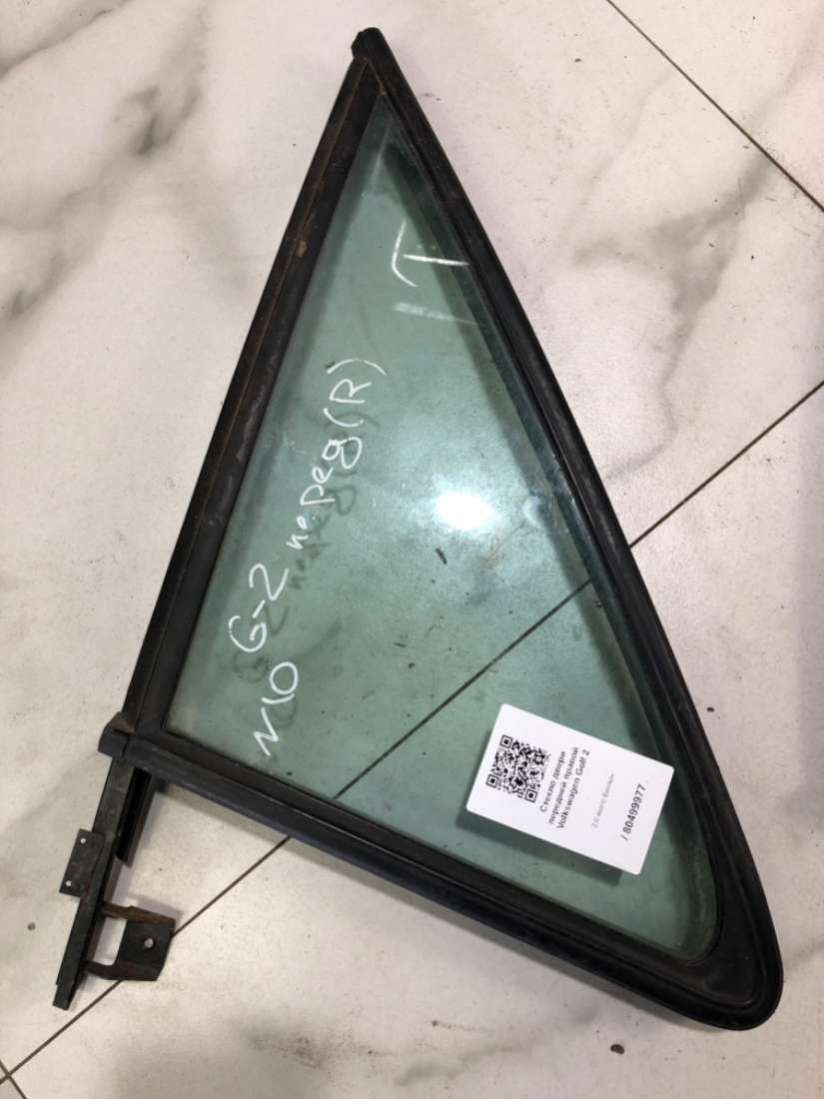 G-2 перед(R)
N10
Стекло двери
передней правой
Volkswagen Golf 2
/ 80499977